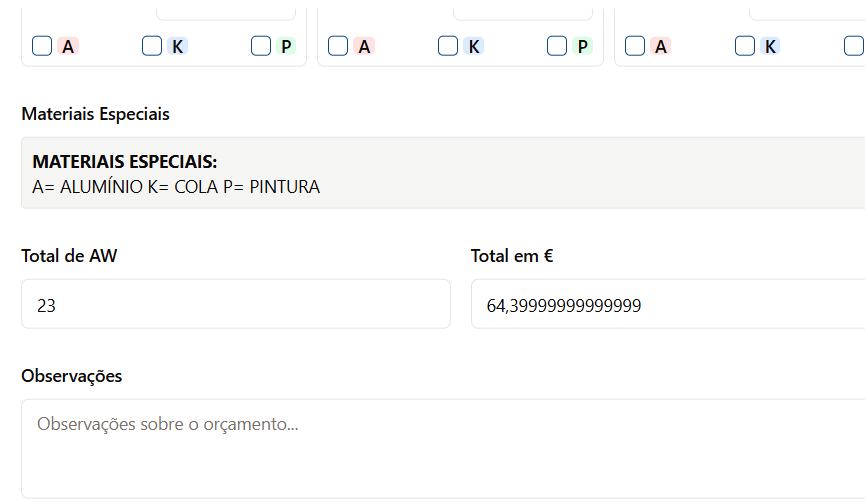 A K P A K P A K
Materiais Especiais
MATERIAIS ESPECIAIS:
A= ALUMÍNIO K= COLA P= PINTURA
Total de AW Total em €
23 64,39999999999999
Observações
Observações sobre o orçamento...